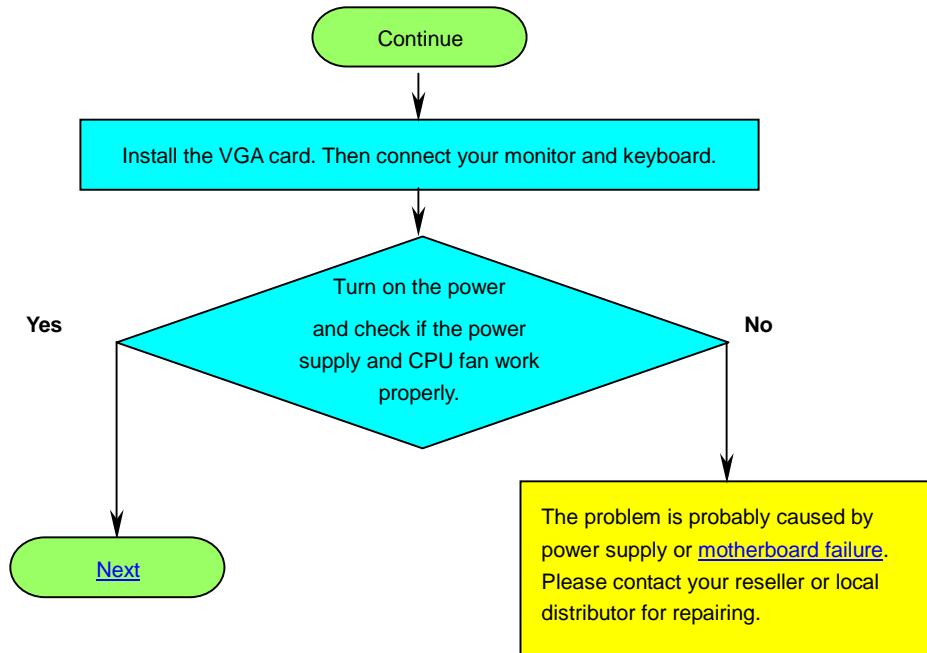 Continue
Install the VGA card. Then connect your monitor and keyboard.
Turn on the power
and check if the power
supply and CPU fan work
properly.
Yes
No
Next
The problem is probably caused by
power supply or motherboard failure.
Please contact your reseller or local
distributor for repairing.